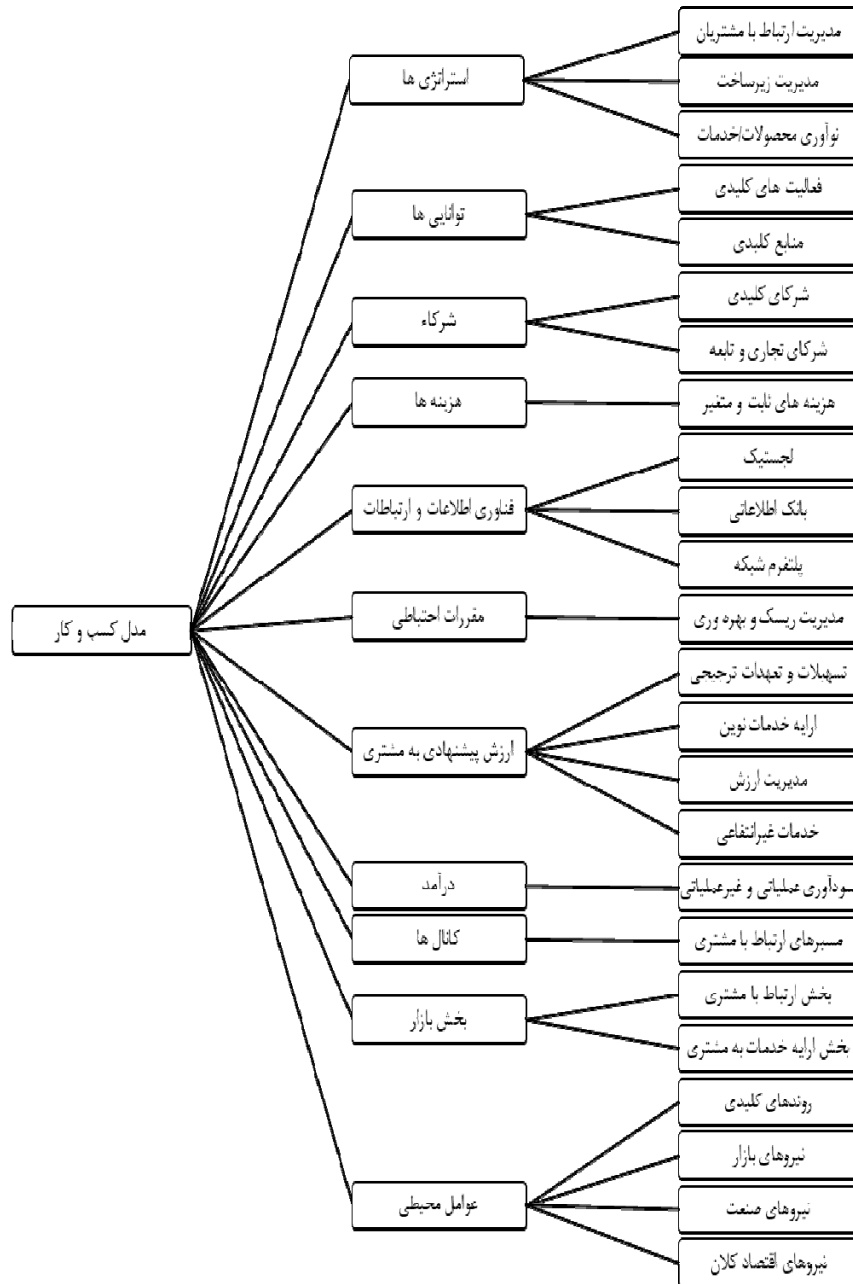 مدیریت ارتباط با مشتریان
استراتژی ها
مدیریت زیرساخت
نوآوری محصولات/خدمات
فعالیت های کلیدی
توانایی ها
منابع کلیدی
شرکای کلیدی
شرکاء
شرکای تجاری و تابعه
هزینه ها
هزینه های ثابت و متغیر
لجستیک
فناوری اطلاعات و ارتباطات
بانک اطلاعاتی
پلتفرم شبکه
مقررات احتیاطی
مدیریت ریسک و بهره وری
مدل کسب و کار
تسهیلات و تعهدات ترجیحی
ارایه خدمات نوین
ارزش پیشنهادی به مشتری
مدیریت ارزش
خدمات غیرانتفاعی
درآمد
سودآوری عملیاتی و غیرعملیاتی
کانال ها
مسیرهای ارتباط با مشتری
بخش ارتباط با مشتری
بخش بازار
بخش ارایه خدمات به مشتری
روندهای کلیدی
نیروهای بازار
عوامل محیطی
نیروهای صنعت
نیروهای اقتصاد کلان